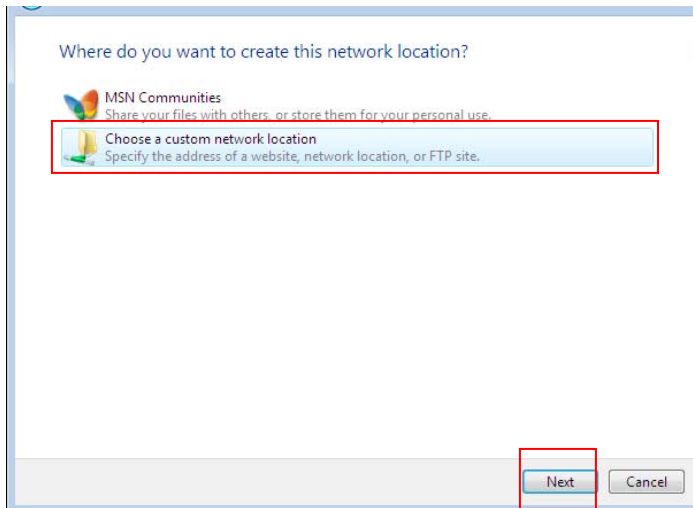 Where do you want to create this network location?
MSN Communities
Share your files with others, or store them for your personal use.
Choose a custom network location
Specify the address of a website, network location, or FTP site.
Next
Cancel